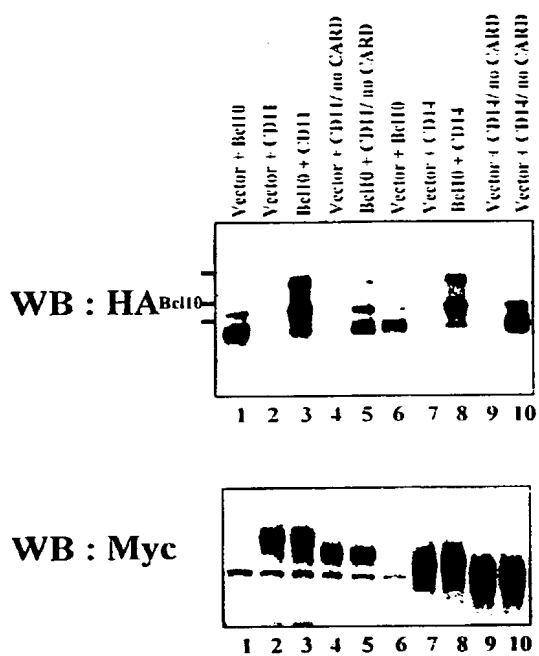 Vector + Bcl10
Vector + CD11
Bcl10 + CD11
Vector + CD11/ no CARD
Bcl10 + CD11/ no CARD
Vector + Bcl10
Vector + CD14
Bcl10 + CD14
Vector + CD14/ no CARD
Vector + CD14/ no CARD
WB : HA Bcl10
1 2 3 4 5 6 7 8 9 10
WB : Myc
1 2 3 4 5 6 7 8 9 10